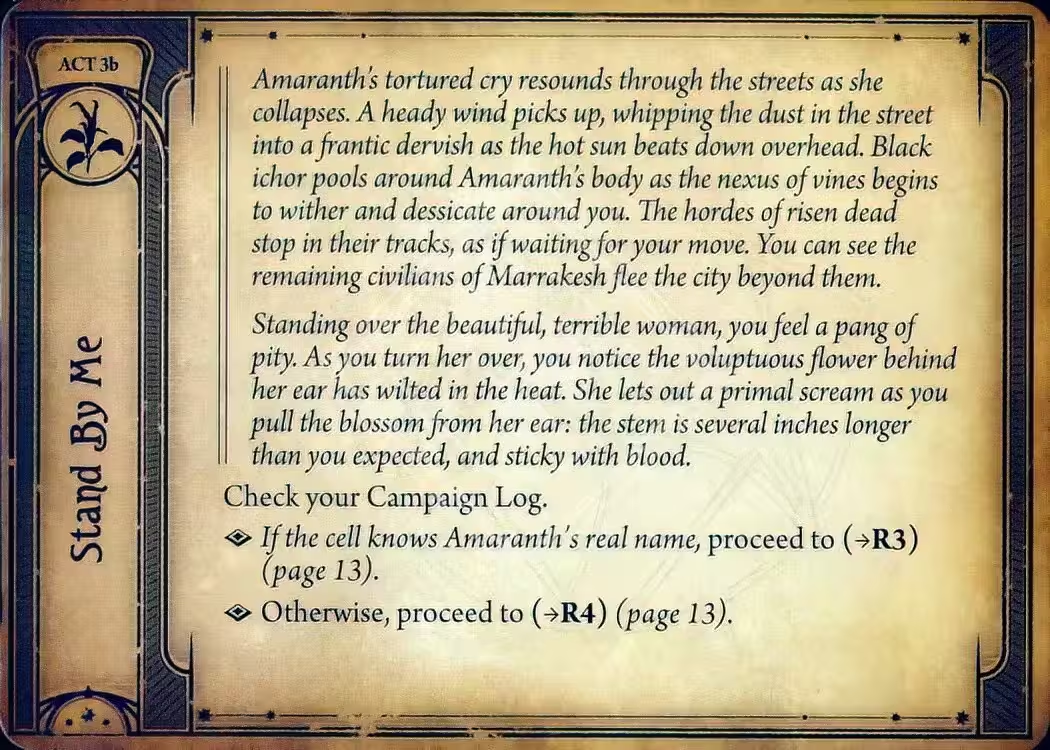 ACT 3b
Stand By Me
Amaranth's tortured cry resounds through the streets as she
collapses. A heady wind picks up, whipping the dust in the street
into a frantic dervish as the hot sun beats down overhead. Black
ichor pools around Amaranth's body as the nexus of vines begins
to wither and dessicate around you. The hordes of risen dead
stop in their tracks, as if waiting for your move. You can see the
remaining civilians of Marrakesh flee the city beyond them.
Standing over the beautiful, terrible woman, you feel a pang of
pity. As you turn her over, you notice the voluptuous flower behind
her ear has wilted in the heat. She lets out a primal scream as you
pull the blossom from her ear: the stem is several inches longer
than you expected, and sticky with blood.
Check your Campaign Log.
If the cell knows Amaranth's real name, proceed to (→R3)
(page 13).
Otherwise, proceed to (→R4) (page 13).